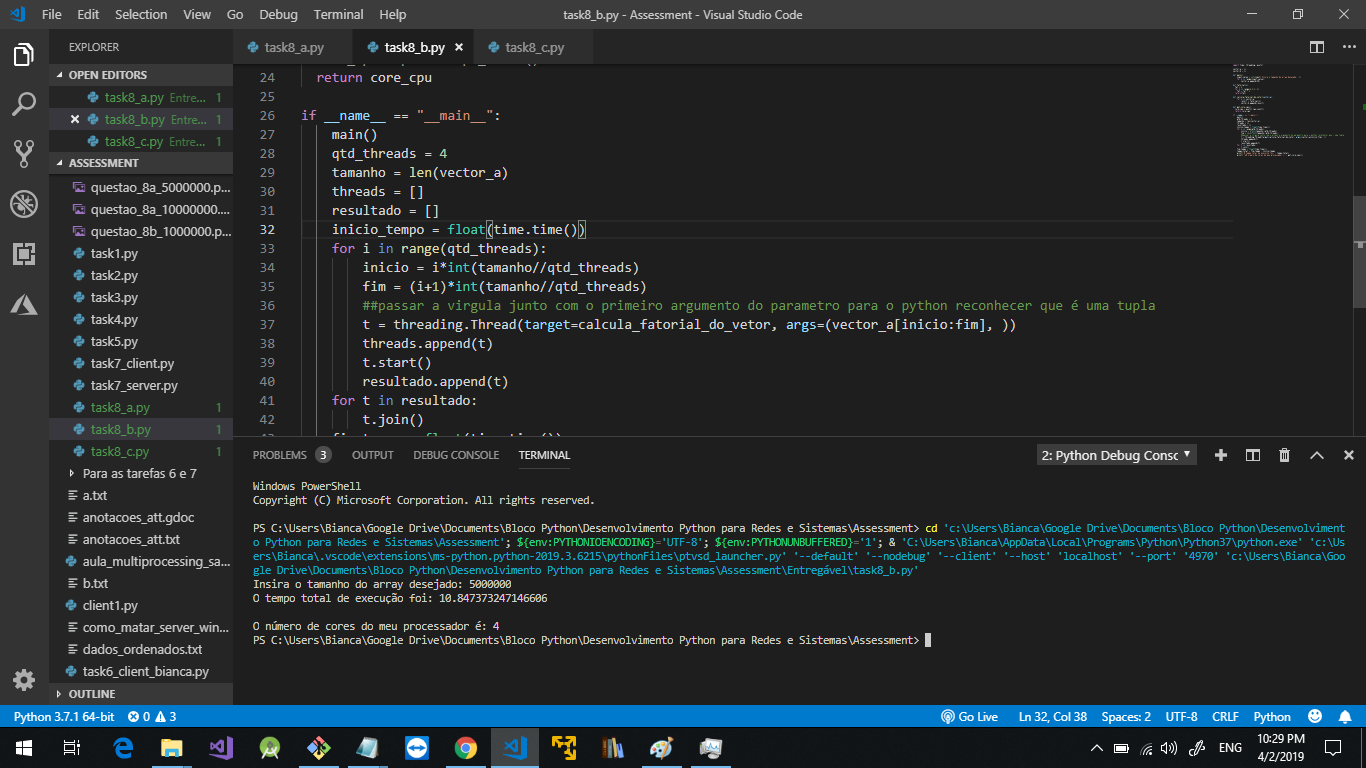 File Edit Selection View Go Debug Terminal Help
task8_b.py - Assessment - Visual Studio Code
EXPLORER
OPEN EDITORS
task8_a.py Entre... 1
task8_b.py Entre... 1
task8_c.py Entre... 1
ASSESSMENT
questao_8a_5000000.p...
questao_8a_10000000....
questao_8b_1000000.p...
task1.py
task2.py
task3.py
task4.py
task5.py
task7_client.py
task7_server.py
task8_a.py 1
task8_b.py 1
task8_c.py 1
Para as tarefas 6 e 7
a.txt
anotacoes_att.gdoc
anotacoes_att.txt
aula_multiprocessing_sa...
b.txt
client1.py
como_matar_server_win...
dados_ordenados.txt
task6_client_bianca.py
OUTLINE
task8_a.py
task8_b.py
task8_c.py
24 return core_cpu
25
26 if __name__ == "__main__":
27 main()
28 qtd_threads = 4
29 tamanho = len(vector_a)
30 threads = []
31 resultado = []
32 inicio_tempo = float(time.time())
33 for i in range(qtd_threads):
34 inicio = i*int(tamanho//qtd_threads)
35 fim = (i+1)*int(tamanho//qtd_threads)
36 ##passar a virgula junto com o primeiro argumento do parametro para o python reconhecer que é uma tupla
37 t = threading.Thread(target=calcula_fatorial_do_vetor, args=(vector_a[inicio:fim], ))
38 threads.append(t)
39 t.start()
40 resultado.append(t)
41 for t in resultado:
42 t.join()
PROBLEMS 3 OUTPUT DEBUG CONSOLE TERMINAL
2: Python Debug Consc
Windows PowerShell
Copyright (C) Microsoft Corporation. All rights reserved.
PS C:\Users\Bianca\Google Drive\Documents\Bloco Python\Desenvolvimento Python para Redes e Sistemas\Assessment> cd 'c:\Users\Bianca\Google Drive\Documents\Bloco Python\Desenvolviment
o Python para Redes e Sistemas\Assessment'; ${env:PYTHONIOENCODING}='UTF-8'; ${env:PYTHONUNBUFFERED}='1'; & 'C:\Users\Bianca\AppData\Local\Programs\Python\Python37\python.exe' 'c:\Us
ers\Bianca\.vscode\extensions\ms-python.python-2019.3.6215\pythonFiles\ptvsd_launcher.py' '--default' '--nodebug' '--client' '--host' 'localhost' '--port' '4970' 'c:\Users\Bianca\Goo
gle Drive\Documents\Bloco Python\Desenvolvimento Python para Redes e Sistemas\Assessment\Entregável\task8_b.py'
Insira o tamanho do array desejado: 5000000
O tempo total de execução foi: 10.847373247146606
O número de cores do meu processador é: 4
PS C:\Users\Bianca\Google Drive\Documents\Bloco Python\Desenvolvimento Python para Redes e Sistemas\Assessment>
Python 3.7.1 64-bit 0 3
Go Live Ln 32, Col 38 Spaces: 2 UTF-8 CRLF Python
ENG
10:29 PM
4/2/2019